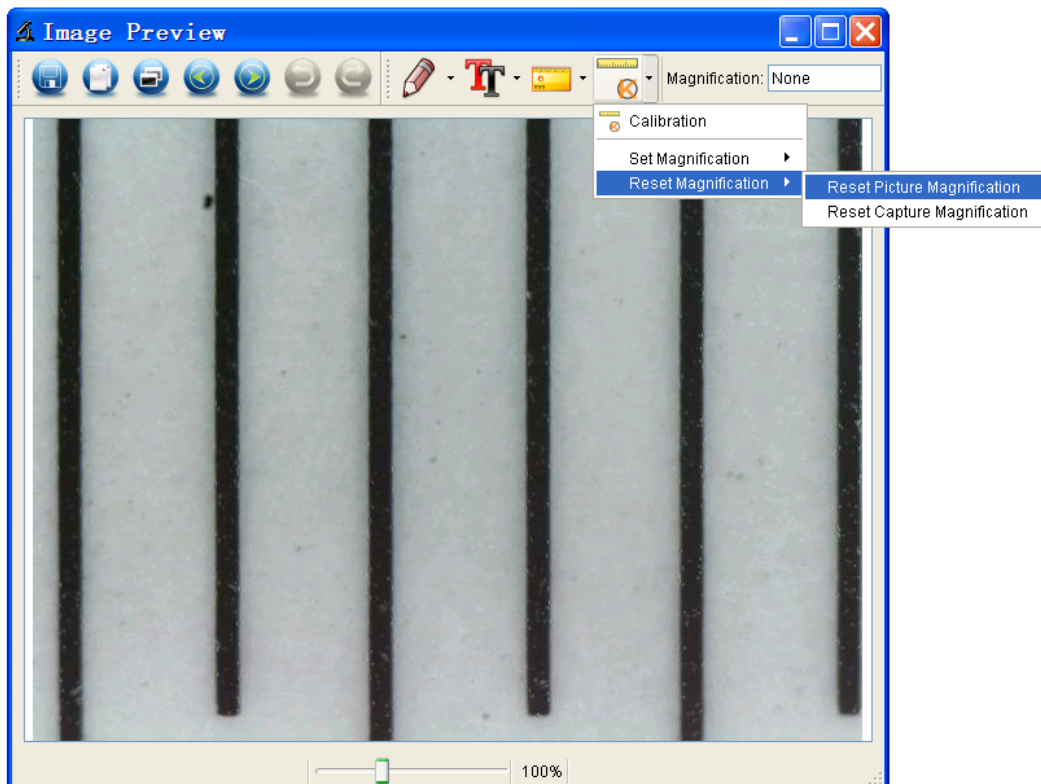 Image Preview
Magnification: None
Calibration
Set Magnification
Reset Magnification
Reset Picture Magnification
Reset Capture Magnification
100%